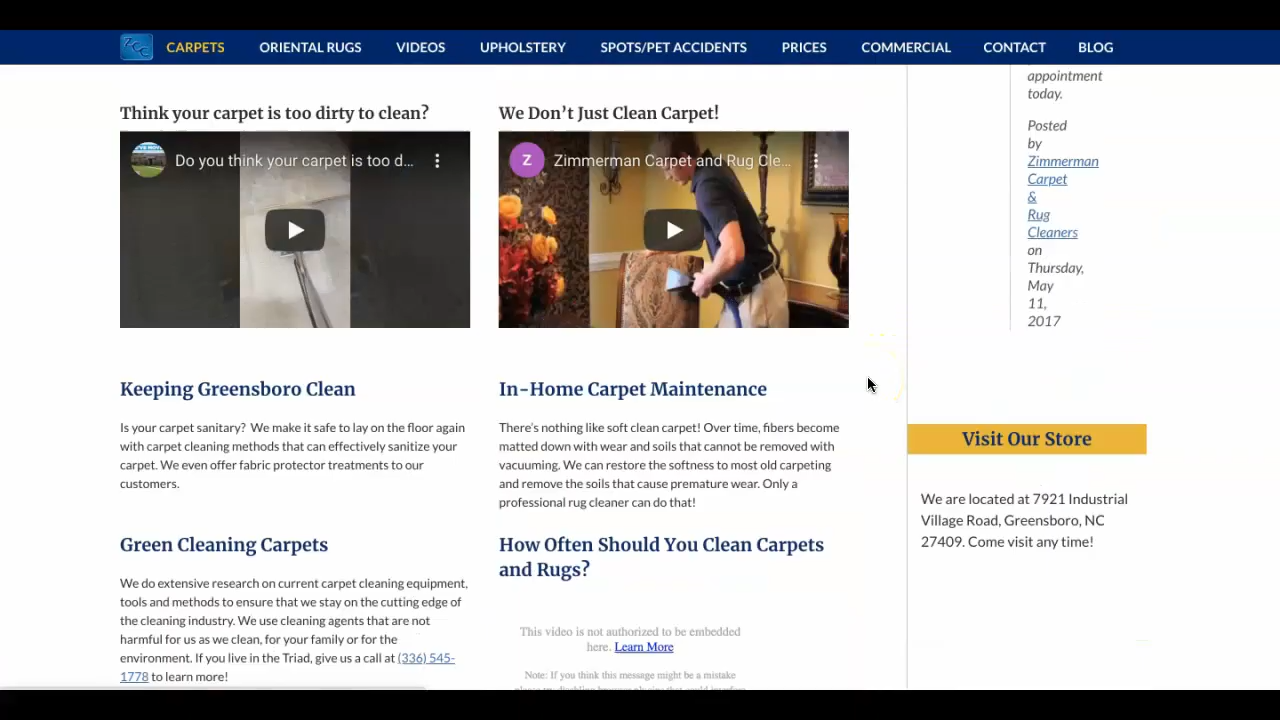 ZCC
CARPETS ORIENTAL RUGS VIDEOS UPHOLSTERY SPOTS/PET ACCIDENTS PRICES COMMERCIAL CONTACT BLOG
Think your carpet is too dirty to clean?
Do you think your carpet is too d...
We Don’t Just Clean Carpet!
Z Zimmerman Carpet and Rug Cle...
Keeping Greensboro Clean
Is your carpet sanitary? We make it safe to lay on the floor again
with carpet cleaning methods that can effectively sanitize your
carpet. We even offer fabric protector treatments to our
customers.
In-Home Carpet Maintenance
There’s nothing like soft clean carpet! Over time, fibers become
matted down with wear and soils that cannot be removed with
vacuuming. We can restore the softness to most old carpeting
and remove the soils that cause premature wear. Only a
professional rug cleaner can do that!
Green Cleaning Carpets
We do extensive research on current carpet cleaning equipment,
tools and methods to ensure that we stay on the cutting edge of
the cleaning industry. We use cleaning agents that are not
harmful for us as we clean, for your family or for the
environment. If you live in the Triad, give us a call at (336) 545-
1778 to learn more!
How Often Should You Clean Carpets
and Rugs?
This video is not authorized to be embedded
here. Learn More
Note: If you think this message might be a mistake
appointment
today.
Posted
by
Zimmerman
Carpet
&
Rug
Cleaners
on
Thursday,
May
11,
2017
Visit Our Store
We are located at 7921 Industrial
Village Road, Greensboro, NC
27409. Come visit any time!